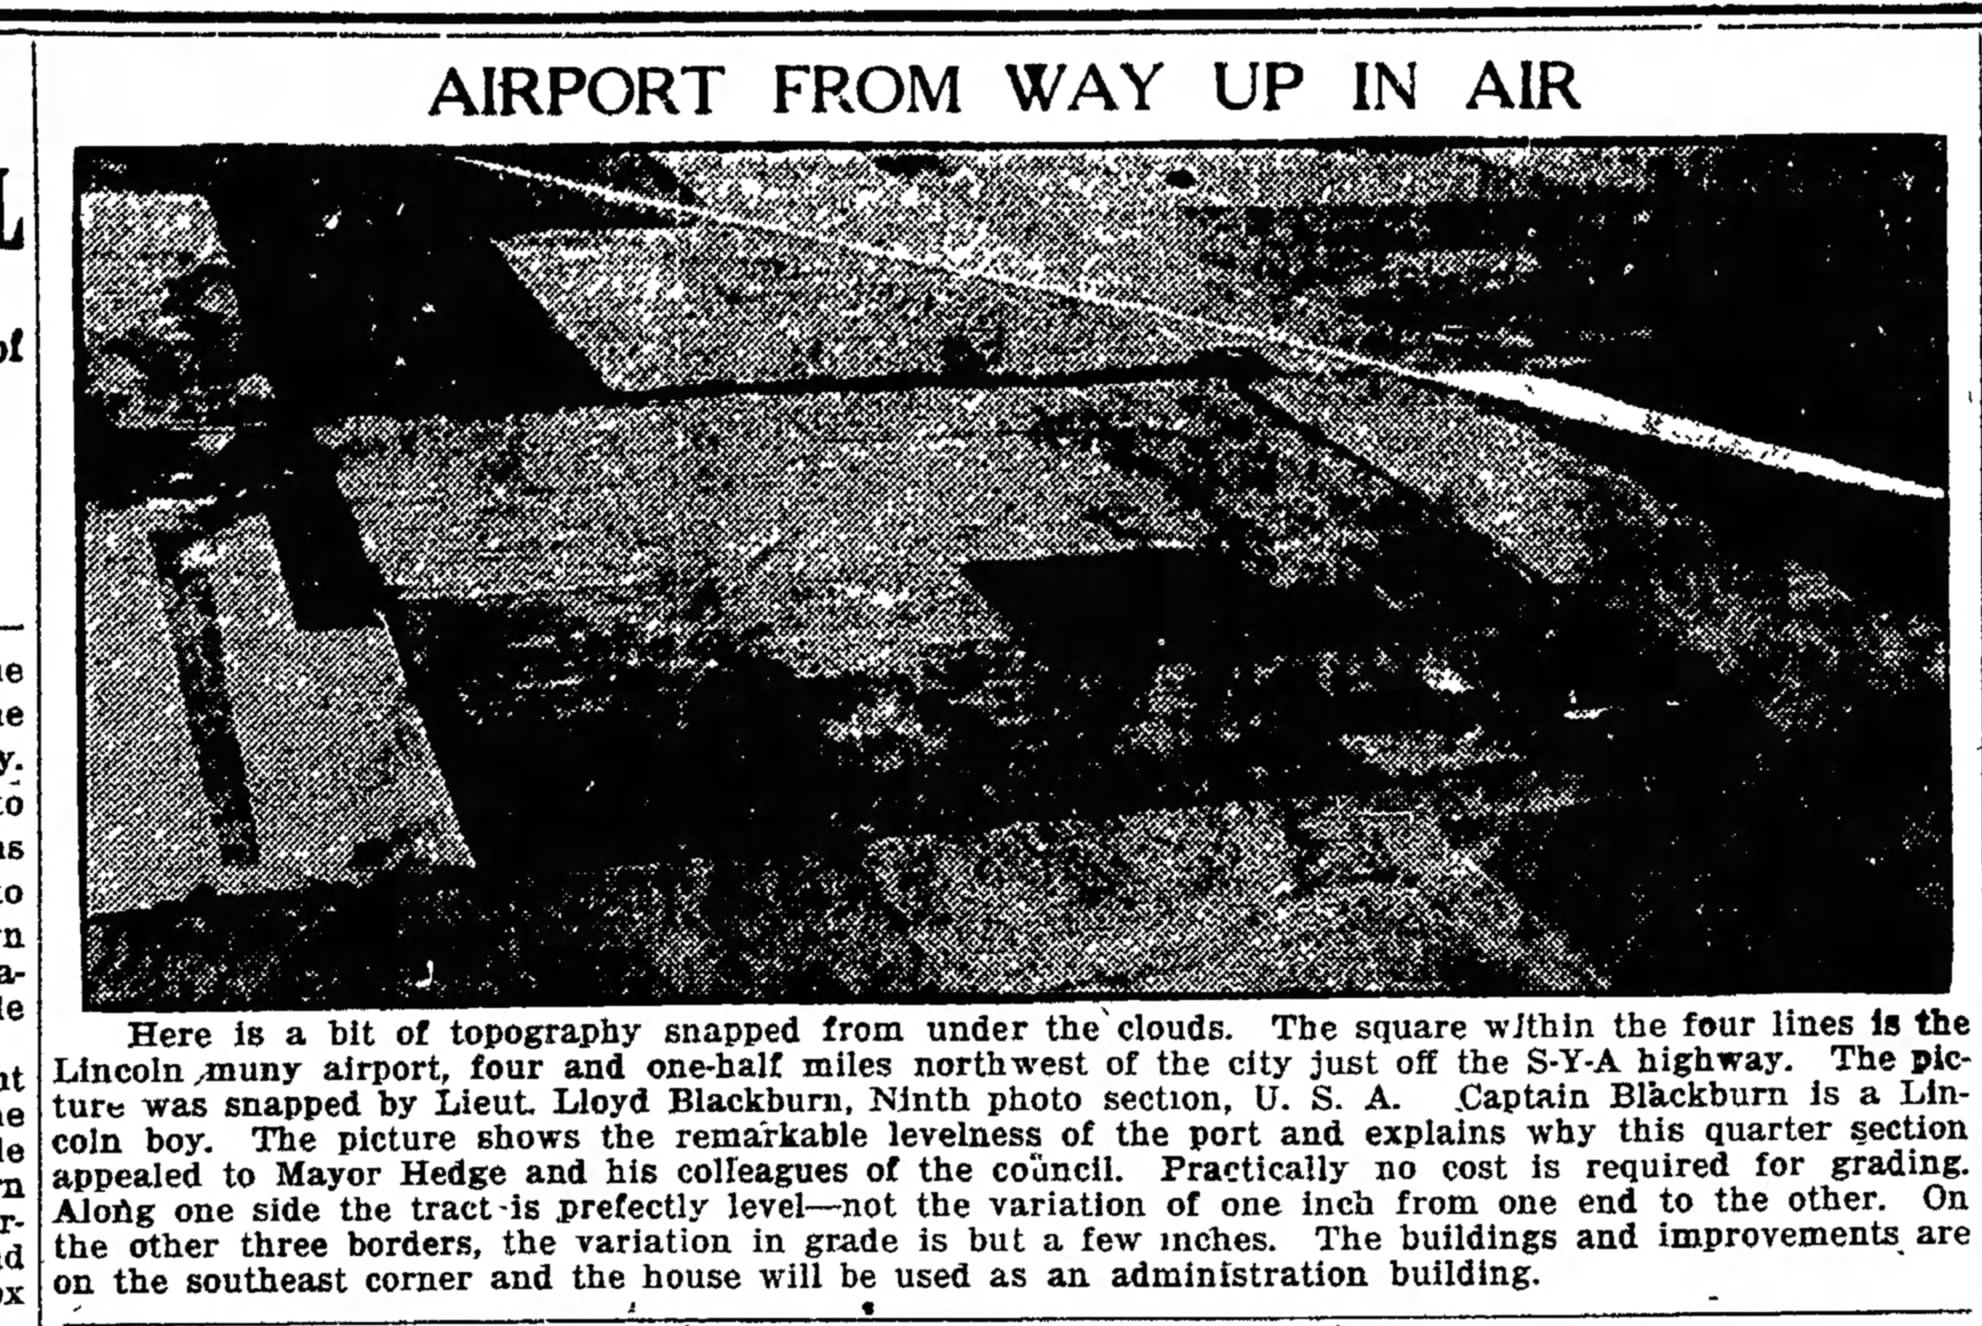 AIRPORT FROM WAY UP IN AIR
Here is a bit of topography snapped from under the clouds. The square within the four lines is the
Lincoln muny airport, four and one-half miles northwest of the city just off the S-Y-A highway. The pic-
ture was snapped by Lieut. Lloyd Blackburn, Ninth photo section, U. S. A. Captain Blackburn is a Lin-
coln boy. The picture shows the remarkable levelness of the port and explains why this quarter section
appealed to Mayor Hedge and his colleagues of the council. Practically no cost is required for grading.
Along one side the tract is prefectly level—not the variation of one inch from one end to the other. On
the other three borders, the variation in grade is but a few inches. The buildings and improvements are
on the southeast corner and the house will be used as an administration building.